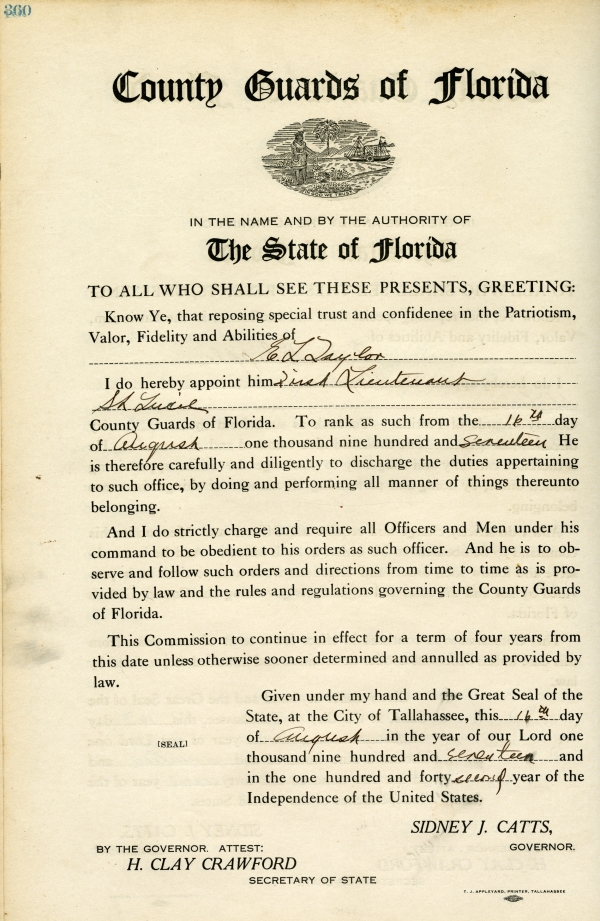 360
County Guards of Florida
IN GOD WE TRUST
IN THE NAME AND BY THE AUTHORITY OF
The State of Florida
TO ALL WHO SHALL SEE THESE PRESENTS, GREETING:
Know Ye, that reposing special trust and confidence in the Patriotism,
Valor, Fidelity and Abilities of
E L Taylor
I do hereby appoint him First Lieutenant
St Lucie
County Guards of Florida. To rank as such from the 16th day
of August one thousand nine hundred and seventeen He
is therefore carefully and diligently to discharge the duties appertaining
to such office, by doing and performing all manner of things thereunto
belonging.
And I do strictly charge and require all Officers and Men under his
command to be obedient to his orders as such officer. And he is to ob-
serve and follow such orders and directions from time to time as is pro-
vided by law and the rules and regulations governing the County Guards
of Florida.
This Commission to continue in effect for a term of four years from
this date unless otherwise sooner determined and annulled as provided by
law.
Given under my hand and the Great Seal of the
State, at the City of Tallahassee, this 16th day
[SEAL] of August in the year of our Lord one
thousand nine hundred and seventeen and
in the one hundred and forty second year of the
Independence of the United States.
SIDNEY J. CATTS,
BY THE GOVERNOR. ATTEST: GOVERNOR.
H. CLAY CRAWFORD
SECRETARY OF STATE
T. J. APPLEYARD, PRINTER, TALLAHASSEE